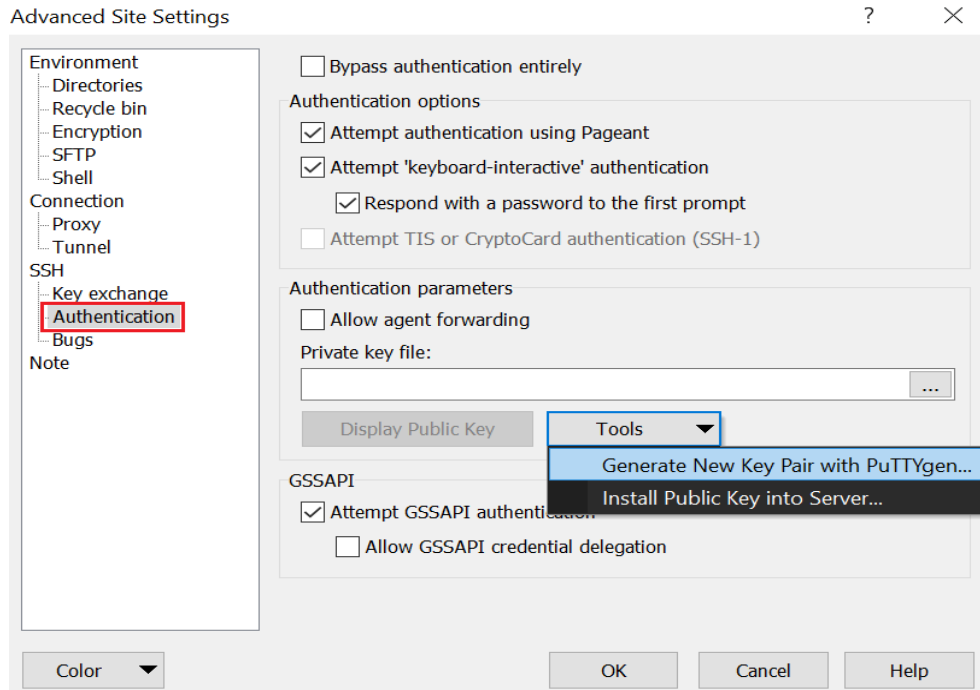 Advanced Site Settings
?
Environment
Directories
Recycle bin
Encryption
SFTP
Shell
Connection
Proxy
Tunnel
SSH
Key exchange
Authentication
Bugs
Note
Bypass authentication entirely
Authentication options
Attempt authentication using Pageant
Attempt 'keyboard-interactive' authentication
Respond with a password to the first prompt
Attempt TIS or CryptoCard authentication (SSH-1)
Authentication parameters
Allow agent forwarding
Private key file:
...
Display Public Key
Tools
Generate New Key Pair with PuTTYgen...
Install Public Key into Server...
GSSAPI
Attempt GSSAPI authentication
Allow GSSAPI credential delegation
Color
OK
Cancel
Help